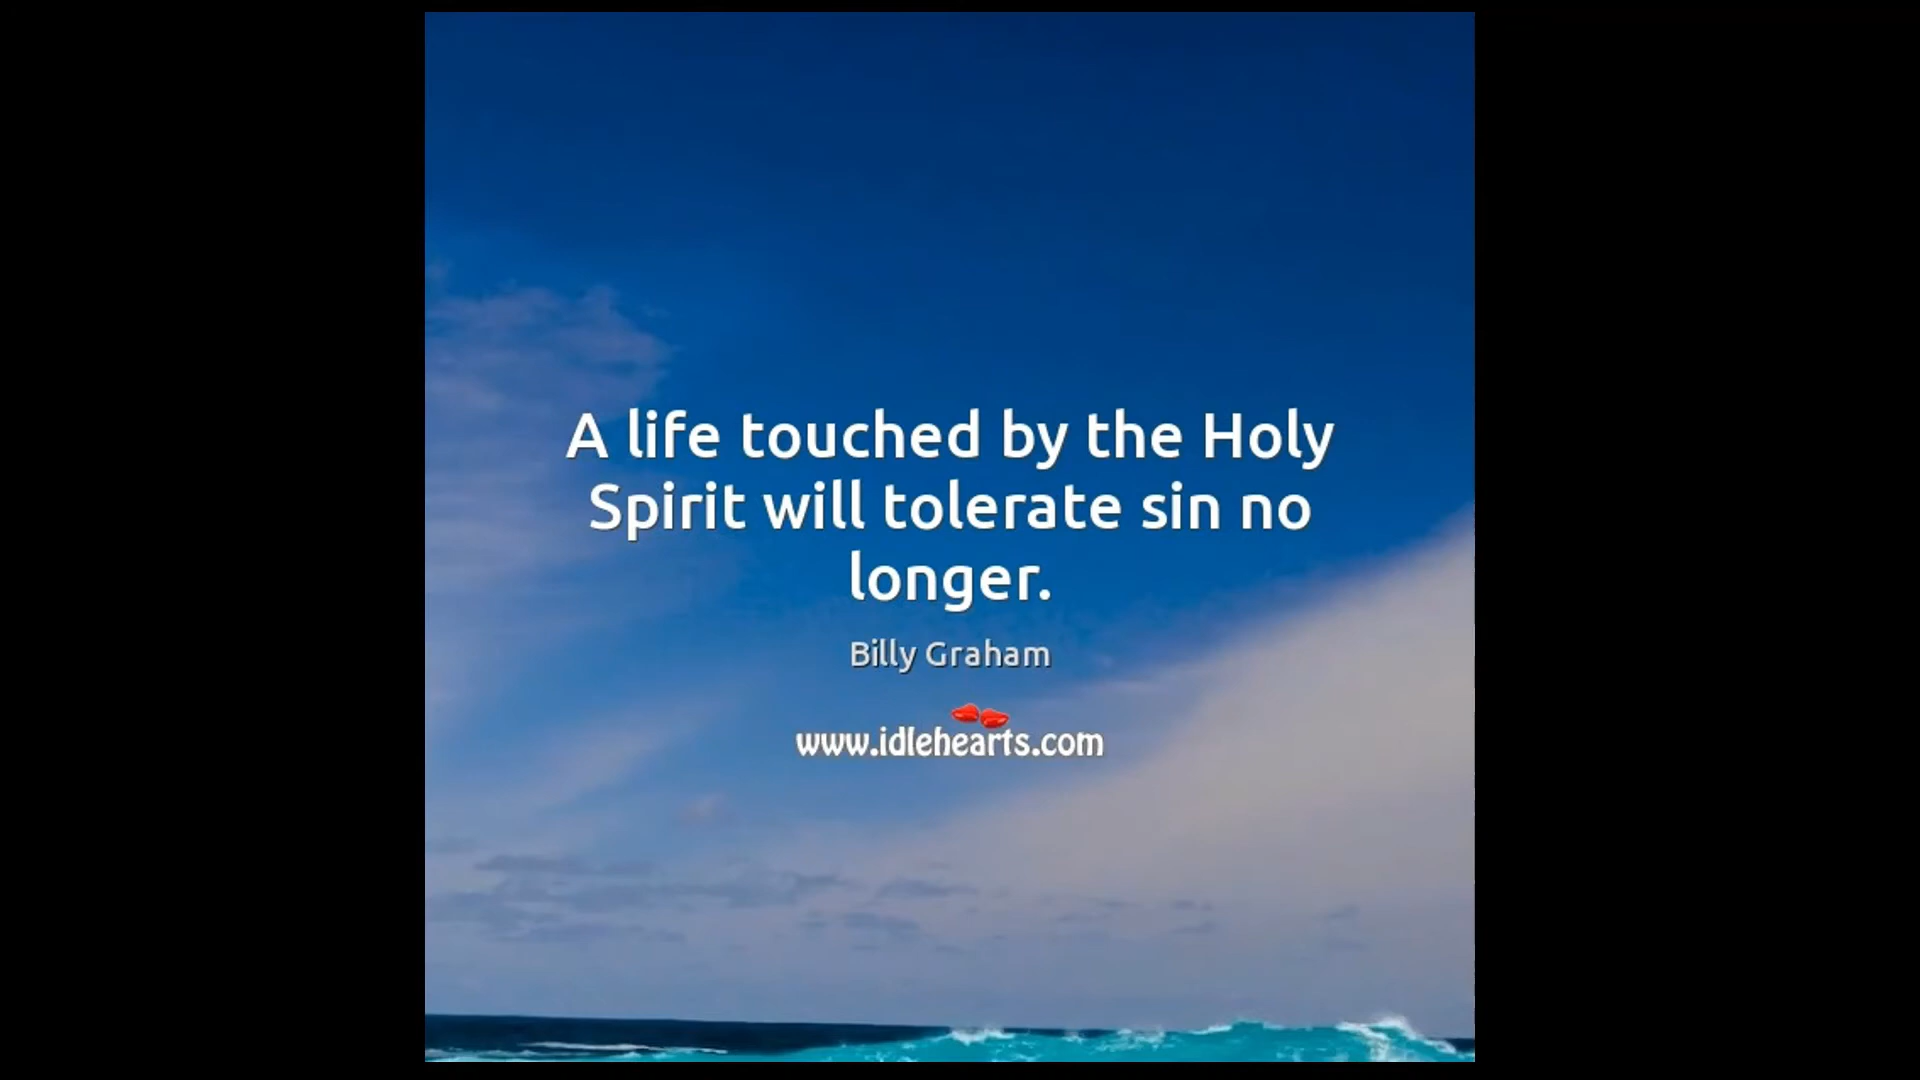 A life touched by the Holy
Spirit will tolerate sin no
longer.
Billy Graham
www.idlehearts.com